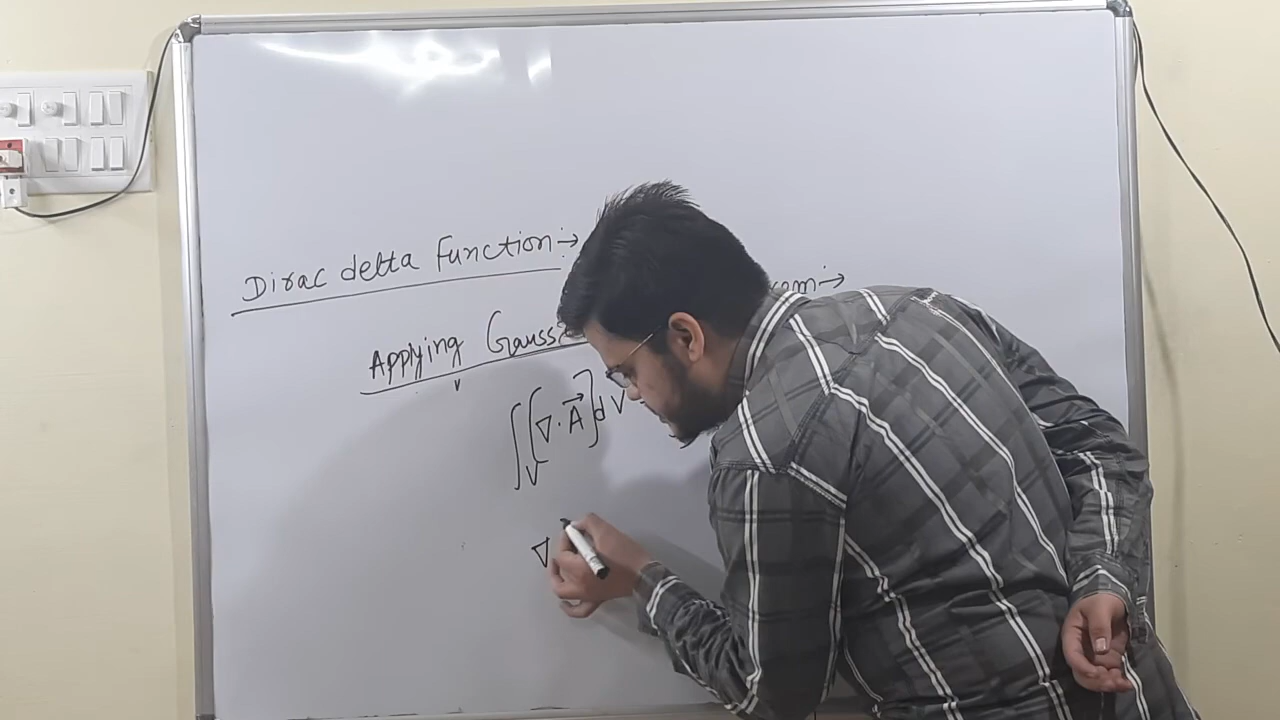 Dirac delta Function :→
Applying Gauss →
∫V (∇·A⃗) dV
∇